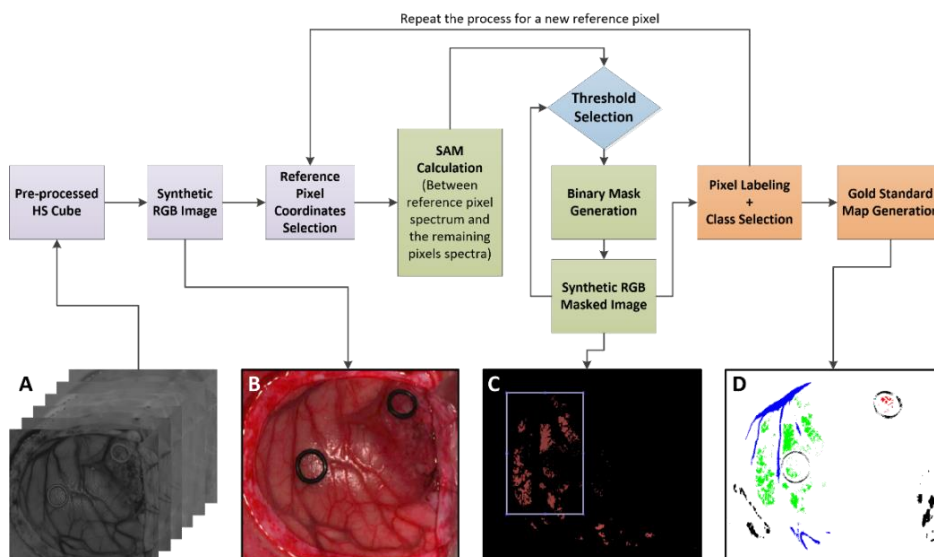 Repeat the process for a new reference pixel
Threshold
Selection
Pre-processed
HS Cube
Synthetic
RGB Image
Reference
Pixel
Coordinates
Selection
SAM
Calculation
(Between
reference pixel
spectrum and
the remaining
pixels spectra)
Binary Mask
Generation
Synthetic RGB
Masked Image
Pixel Labeling
+
Class Selection
Gold Standard
Map Generation
A
B
C
D